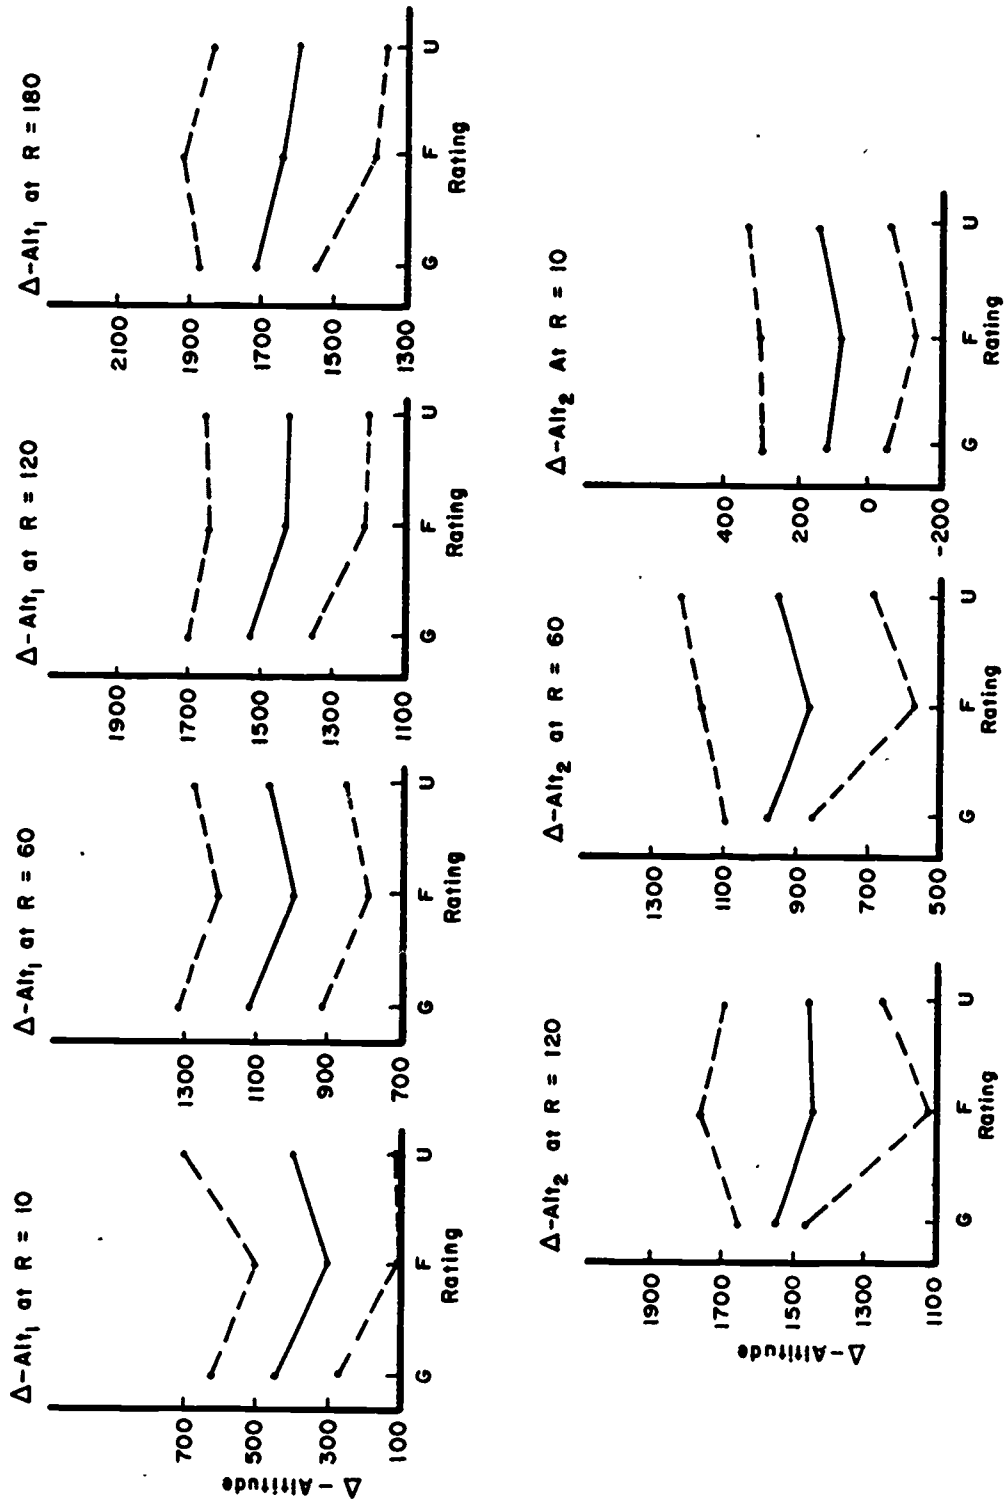 Δ-Alt₁ at R = 10
Δ-Altitude
700
500
300
100
G F U
Rating
Δ-Alt₁ at R = 60
1300
1100
900
700
G F U
Rating
Δ-Alt₁ at R = 120
1900
1700
1500
1300
1100
G F U
Rating
Δ-Alt₁ at R = 180
2100
1900
1700
1500
1300
G F U
Rating
Δ-Alt₂ at R = 120
Δ-Altitude
1900
1700
1500
1300
1100
G F U
Rating
Δ-Alt₂ at R = 60
1300
1100
900
700
500
G F U
Rating
Δ-Alt₂ At R = 10
400
200
0
-200
G F U
Rating